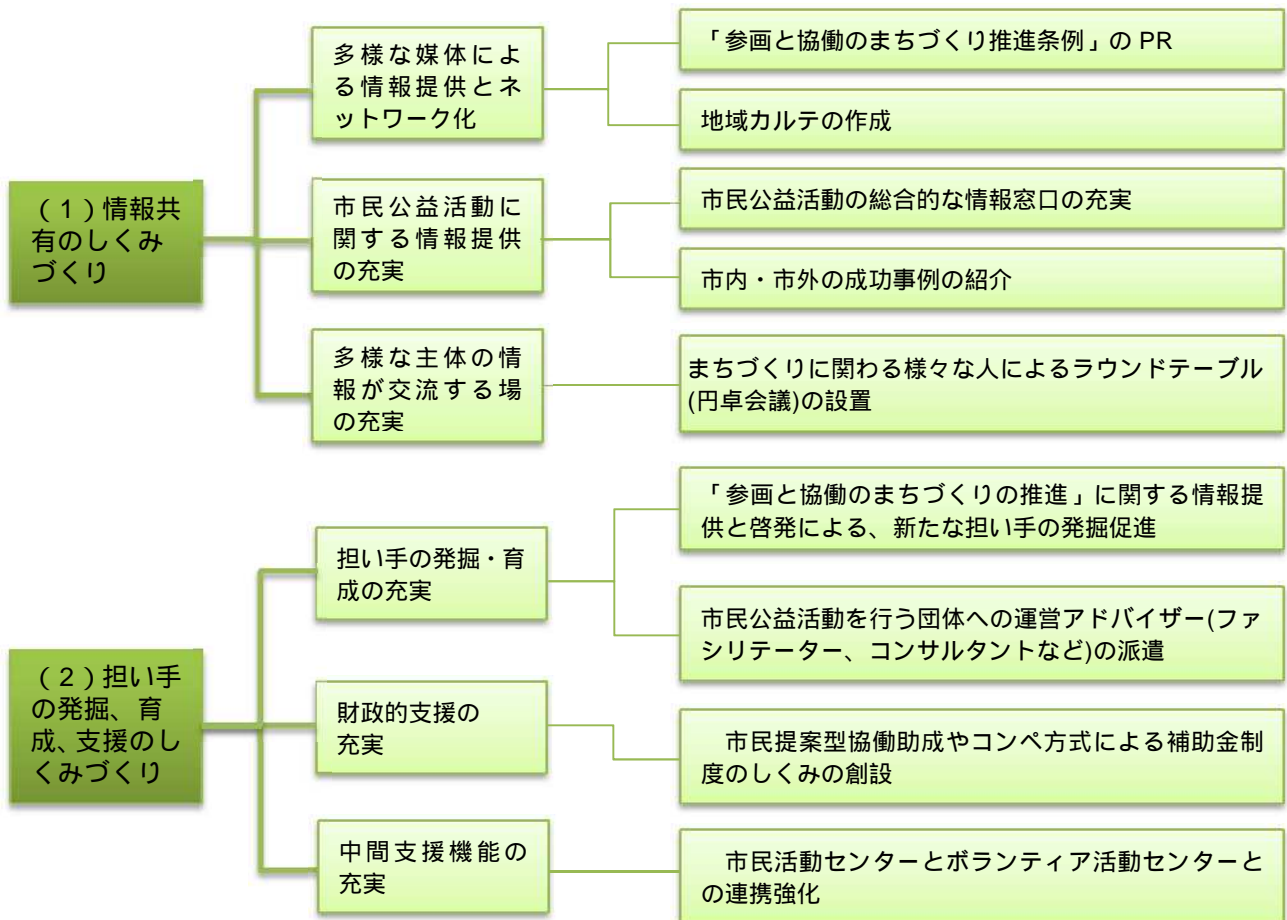 (1)情報共
有のしくみ
づくり
多様な媒体によ
る情報提供とネ
ットワーク化
「参画と協働のまちづくり推進条例」の PR
地域カルテの作成
市民公益活動に
関する情報提供
の充実
市民公益活動の総合的な情報窓口の充実
市内・市外の成功事例の紹介
多様な主体の情
報が交流する場
の充実
まちづくりに関わる様々な人によるラウンドテーブル
(円卓会議)の設置
(2)担い手
の発掘、育
成、支援のし
くみづくり
担い手の発掘・育
成の充実
「参画と協働のまちづくりの推進」に関する情報提
供と啓発による、新たな担い手の発掘促進
市民公益活動を行う団体への運営アドバイザー(ファ
シリテーター、コンサルタントなど)の派遣
財政的支援の
充実
市民提案型協働助成やコンペ方式による補助金制
度のしくみの創設
中間支援機能の
充実
市民活動センターとボランティア活動センターと
の連携強化